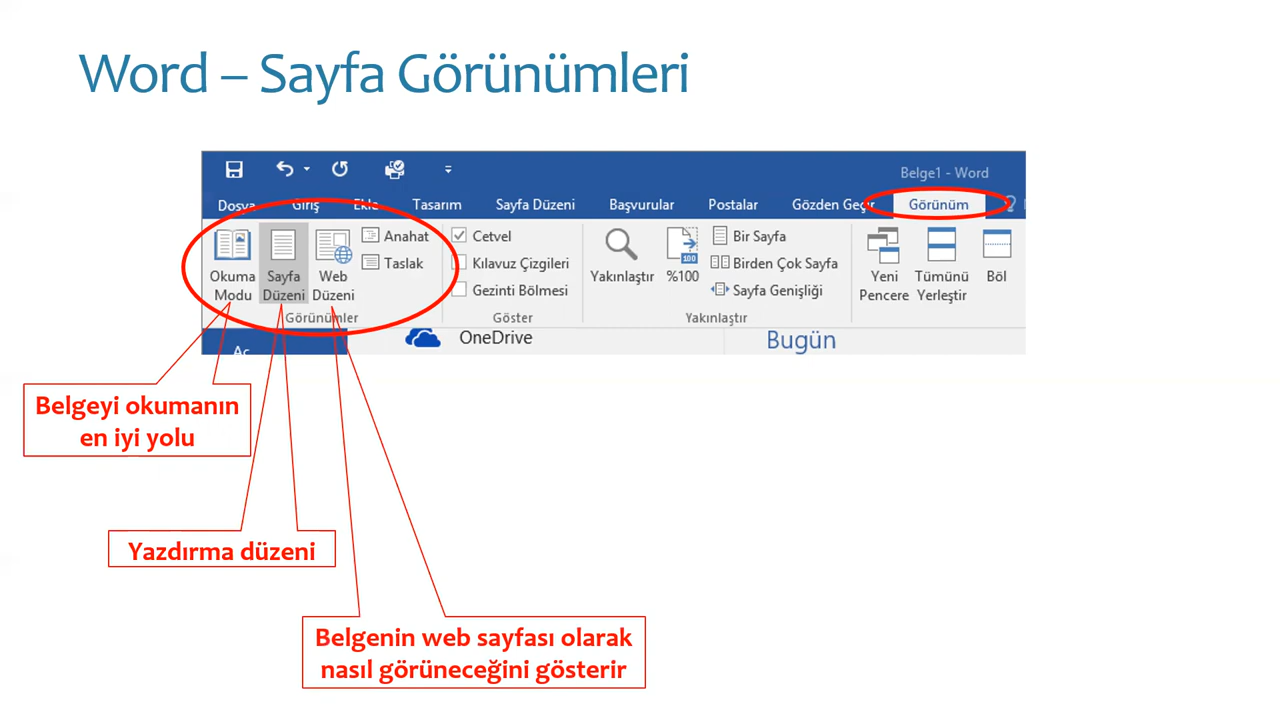 Word – Sayfa Görünümleri
Belge1 - Word
Dosya Giriş Ekle Tasarım Sayfa Düzeni Başvurular Postalar Gözden Geçir Görünüm
Okuma Modu
Sayfa Düzeni
Web Düzeni
Anahat
Taslak
Görünümler
Cetvel
Kılavuz Çizgileri
Gezinti Bölmesi
Göster
Yakınlaştır
%100
100
Bir Sayfa
Birden Çok Sayfa
Sayfa Genişliği
Yakınlaştır
Yeni Pencere
Tümünü Yerleştir
Böl
Aç
OneDrive
Bugün
Belgeyi okumanın
en iyi yolu
Yazdırma düzeni
Belgenin web sayfası olarak
nasıl görüneceğini gösterir